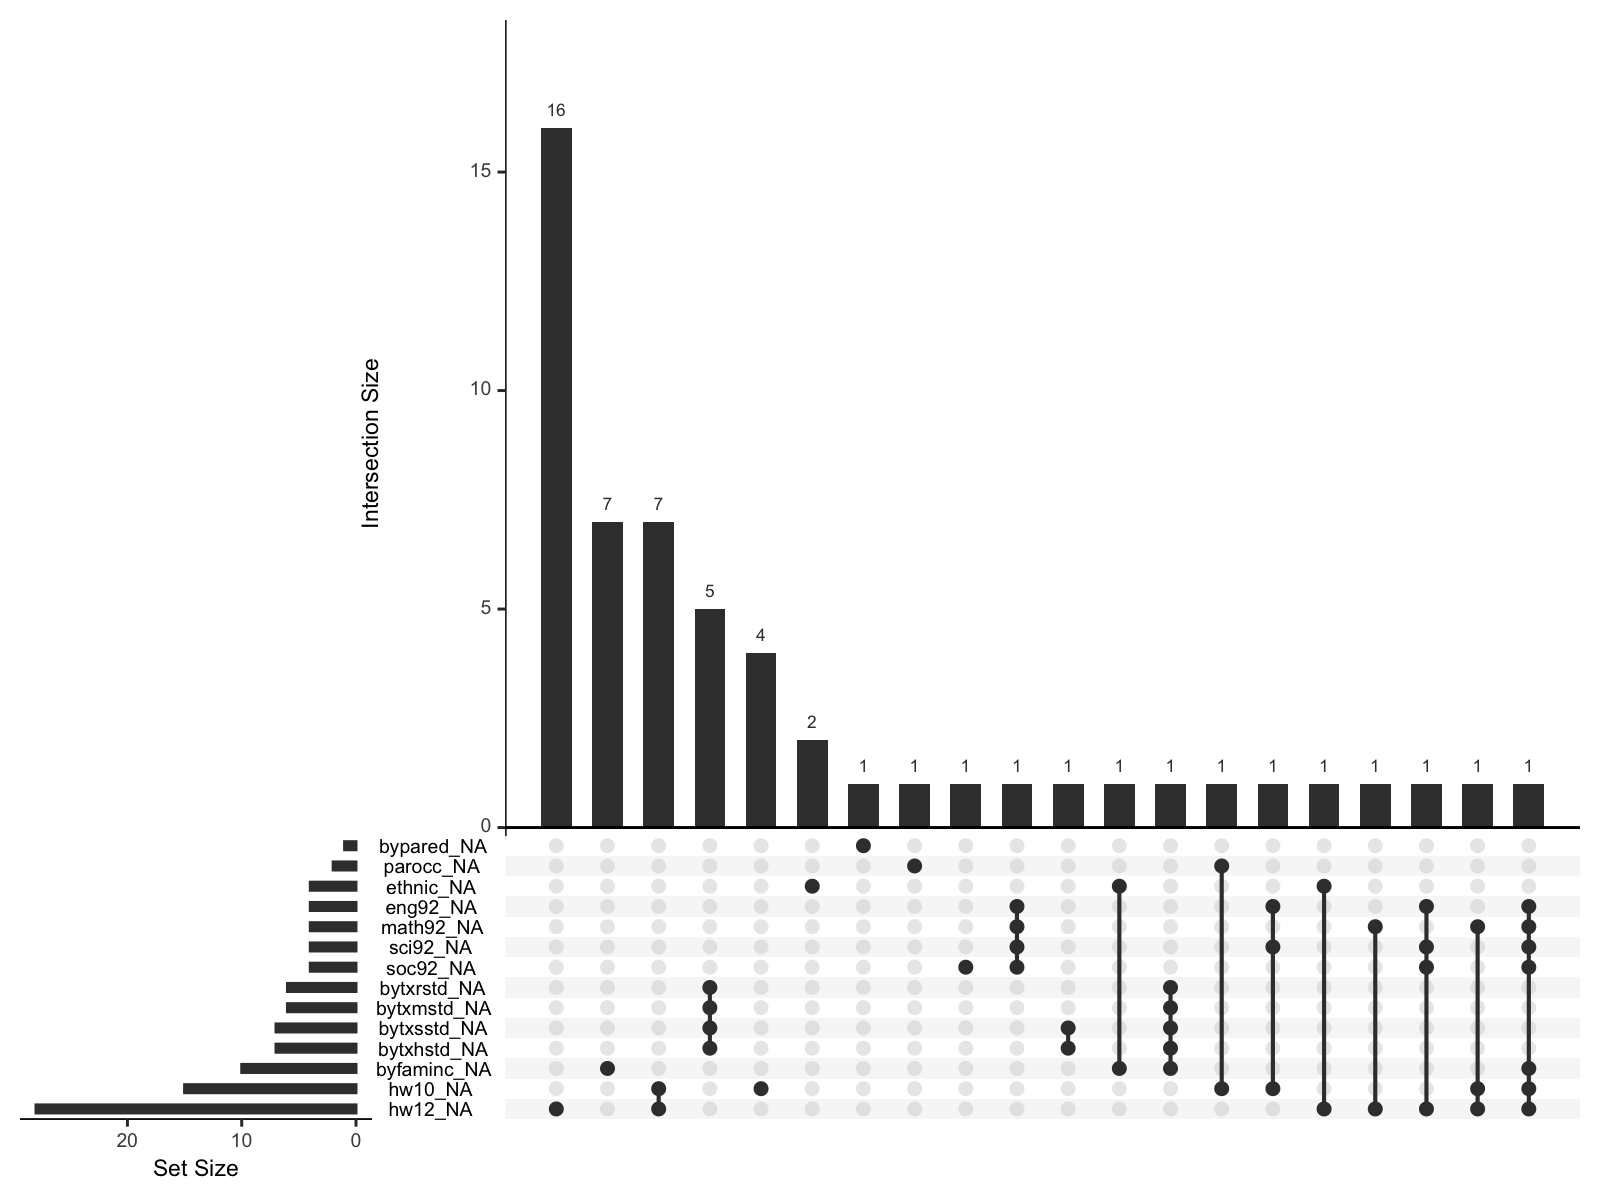 16
15
7 7
10
5
5
4
2
1 1 1 1 1 1 1 1 1 1 1 1 1 1
0
Intersection Size
bypared_NA
parocc_NA
ethnic_NA
eng92_NA
math92_NA
sci92_NA
soc92_NA
bytxrstd_NA
bytxmstd_NA
bytxsstd_NA
bytxhstd_NA
byfaminc_NA
hw10_NA
hw12_NA
20 10 0
Set Size